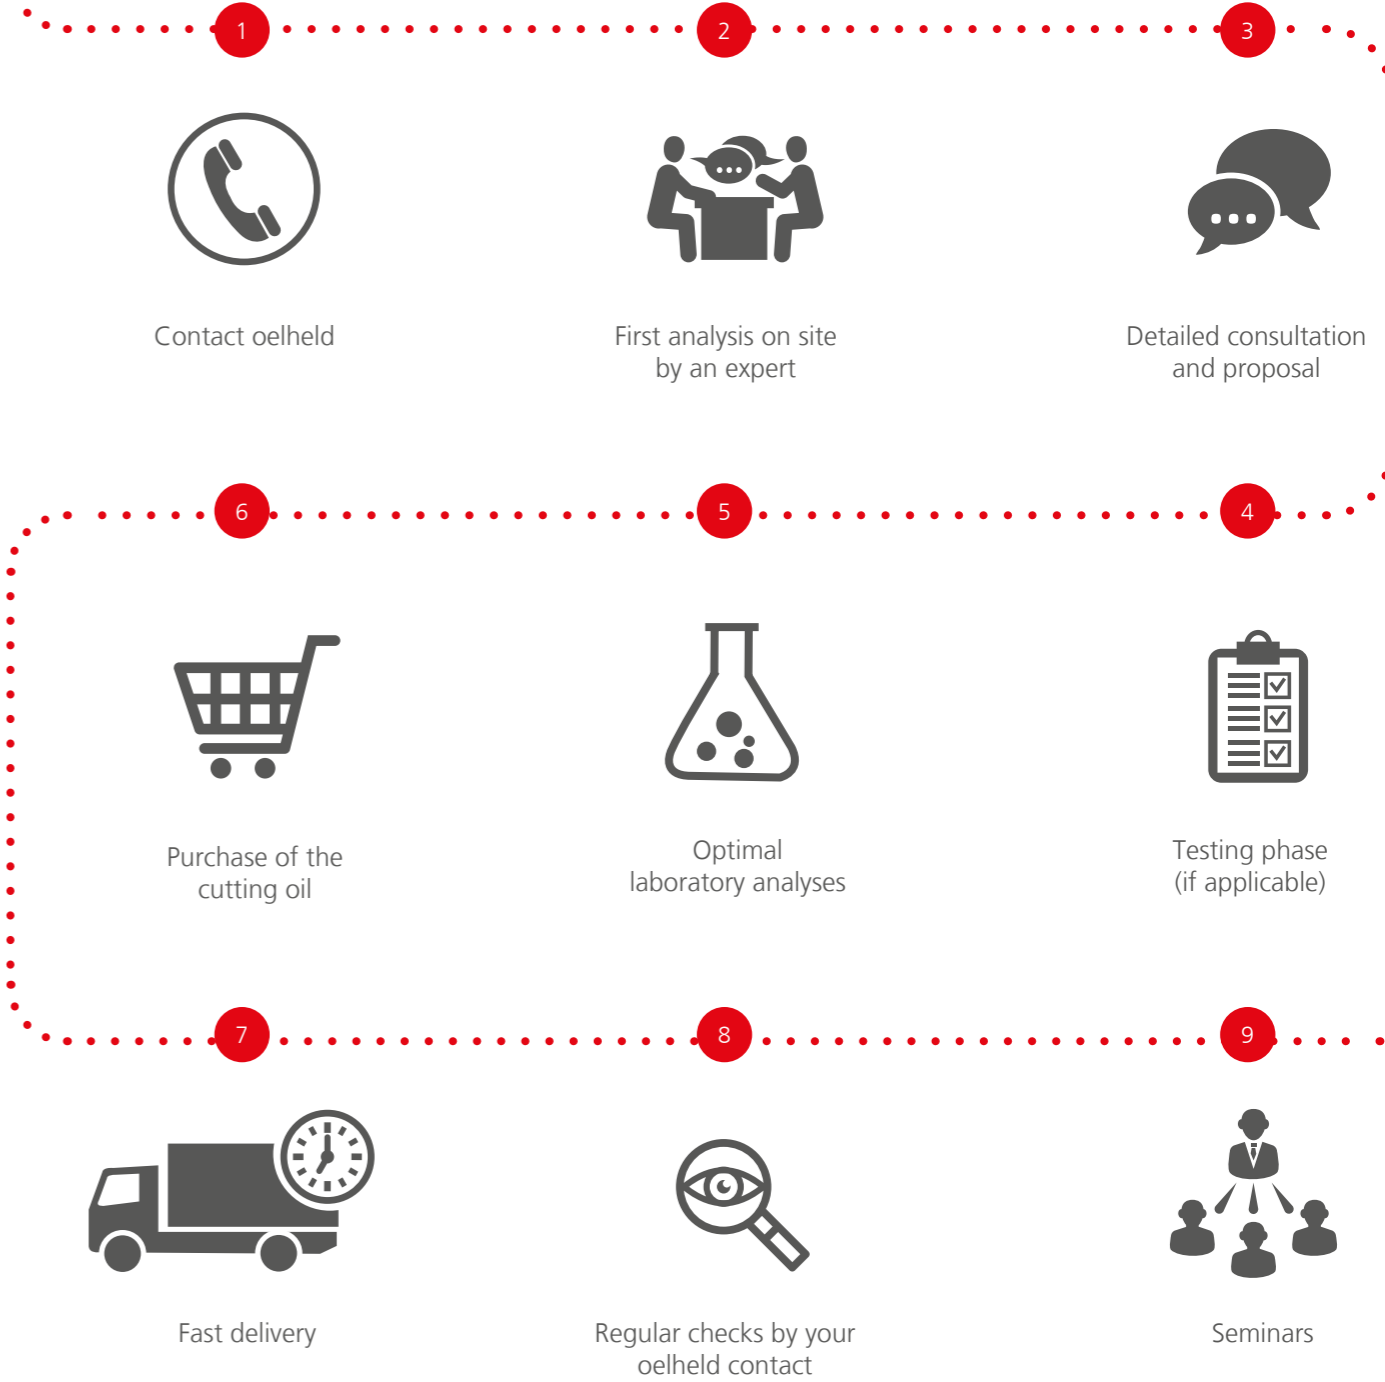 1
2
3
Contact oelheld
First analysis on site
by an expert
Detailed consultation
and proposal
6
5
4
Purchase of the
cutting oil
Optimal
laboratory analyses
Testing phase
(if applicable)
7
8
9
Fast delivery
Regular checks by your
oelheld contact
Seminars